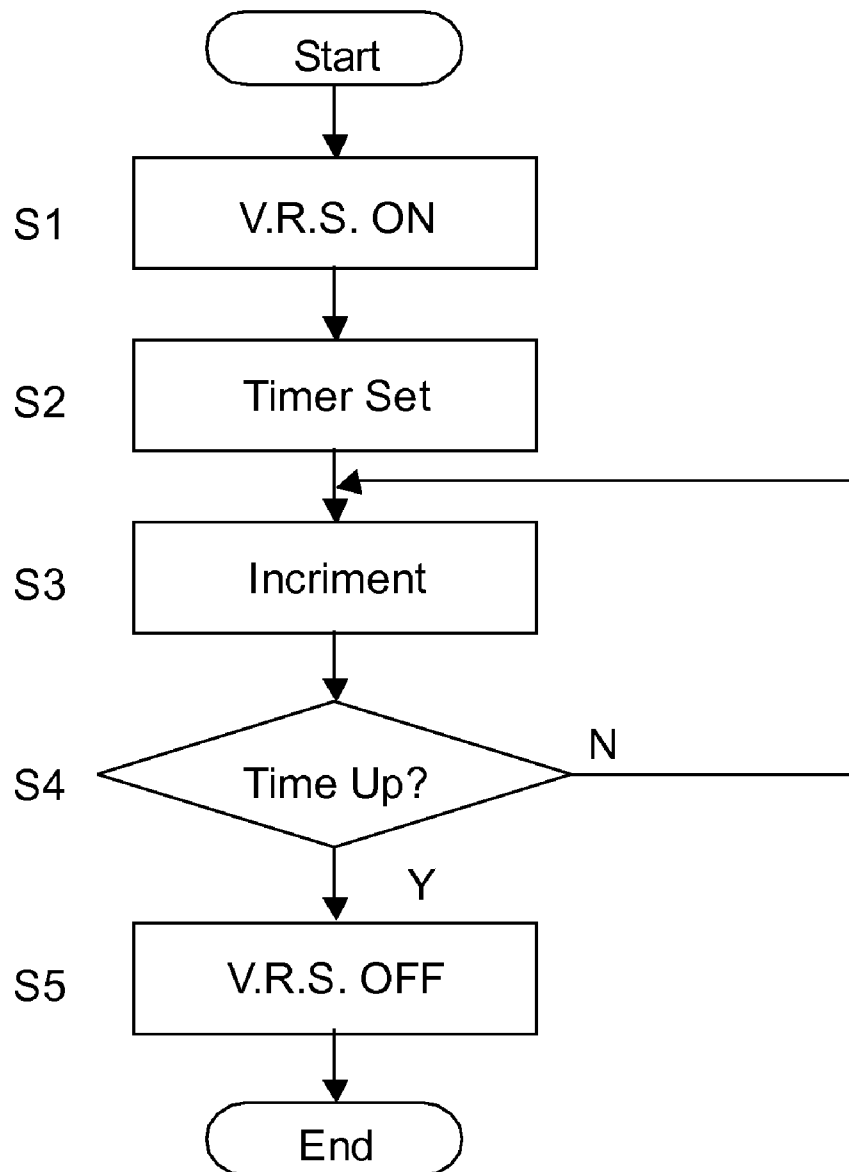 Start
S1
V.R.S. ON
S2
Timer Set
S3
Incriment
S4
Time Up?
N
Y
S5
V.R.S. OFF
End